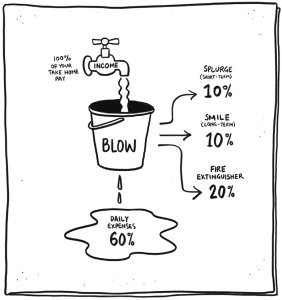 100%
OF YOUR
TAKE HOME
PAY
INCOME
BLOW
SPLURGE
(SHORT-TERM)
10%
SMILE
(LONG-TERM)
10%
FIRE
EXTINGUISHER
20%
DAILY
EXPENSES
60%